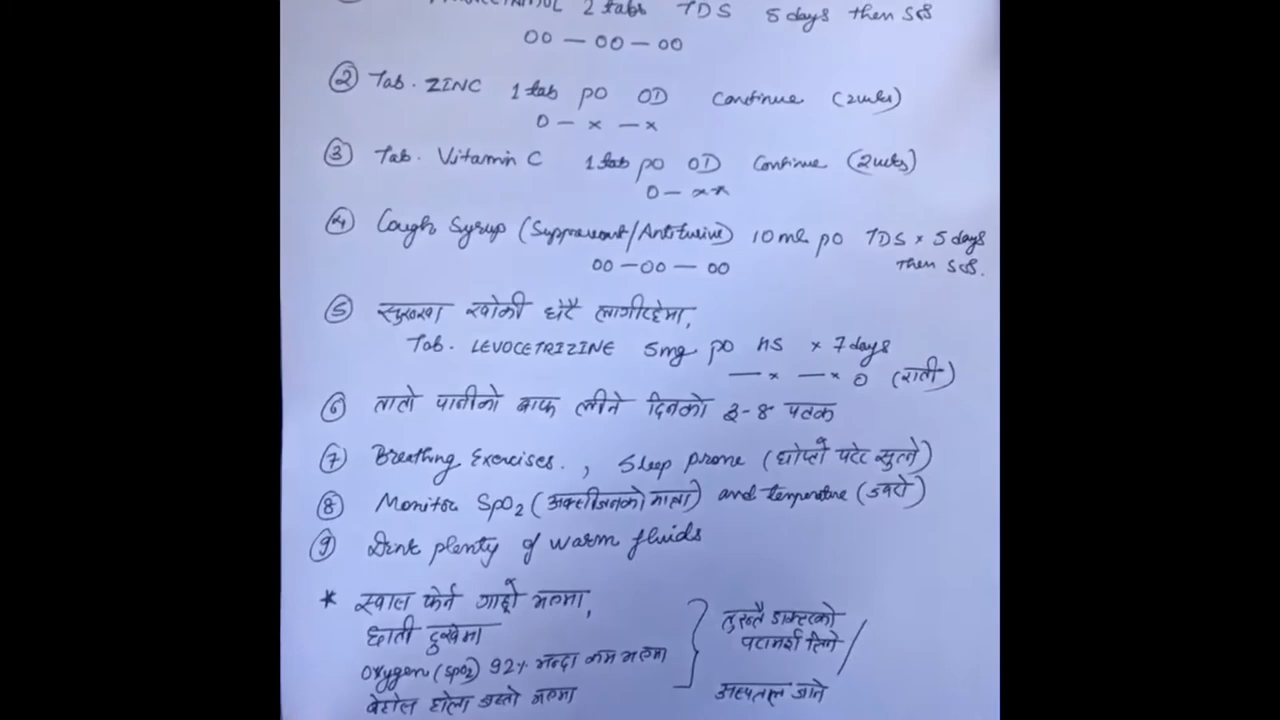 2 tabs TDS 5 days then SOS
00 — 00 — 00
② Tab. ZINC 1 tab po OD Continue (2wks)
0 — x — x
③ Tab. Vitamin C 1 tab po OD Continue (2wks)
0 — x x
④ Cough Syrup (Suppressant/Antitussive) 10 ml po TDS x 5 days
then SOS.
00 — 00 — 00
⑤ सुख्खा खोकी धेरै लागीरहेमा,
Tab. LEVOCETRIZINE 5mg po HS x 7 days
— x — x 0 (राती)
⑥ तातो पानीको बाफ लीने दिनको ३-४ पटक
⑦ Breathing Exercises. , Sleep prone (घोप्टो परेर सुत्ने)
⑧ Monitor SpO2 (अक्सीजनको मात्रा) and temperature (ज्वरो)
⑨ Drink plenty of warm fluids
* स्वास फेर्न गाह्रो भएमा,
छाती दुखेमा
Oxygen (SpO2) 92% भन्दा कम भएमा
बेहोस होला जस्तो भएमा
तुरुन्तै डाक्टरको
परामर्श लिने /
अस्पताल जाने